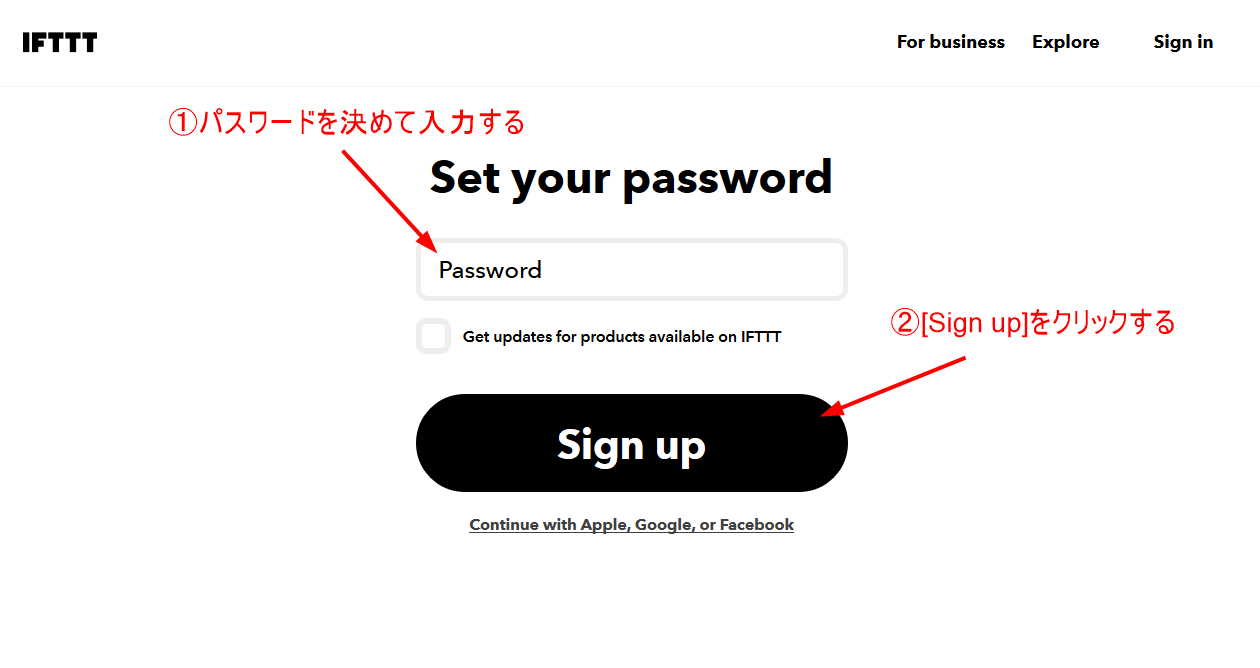 IFTTT
For business
Explore
Sign in
①パスワードを決めて入力する
Set your password
Password
②[Sign up]をクリックする
Get updates for products available on IFTTT
Sign up
Continue with Apple, Google, or Facebook